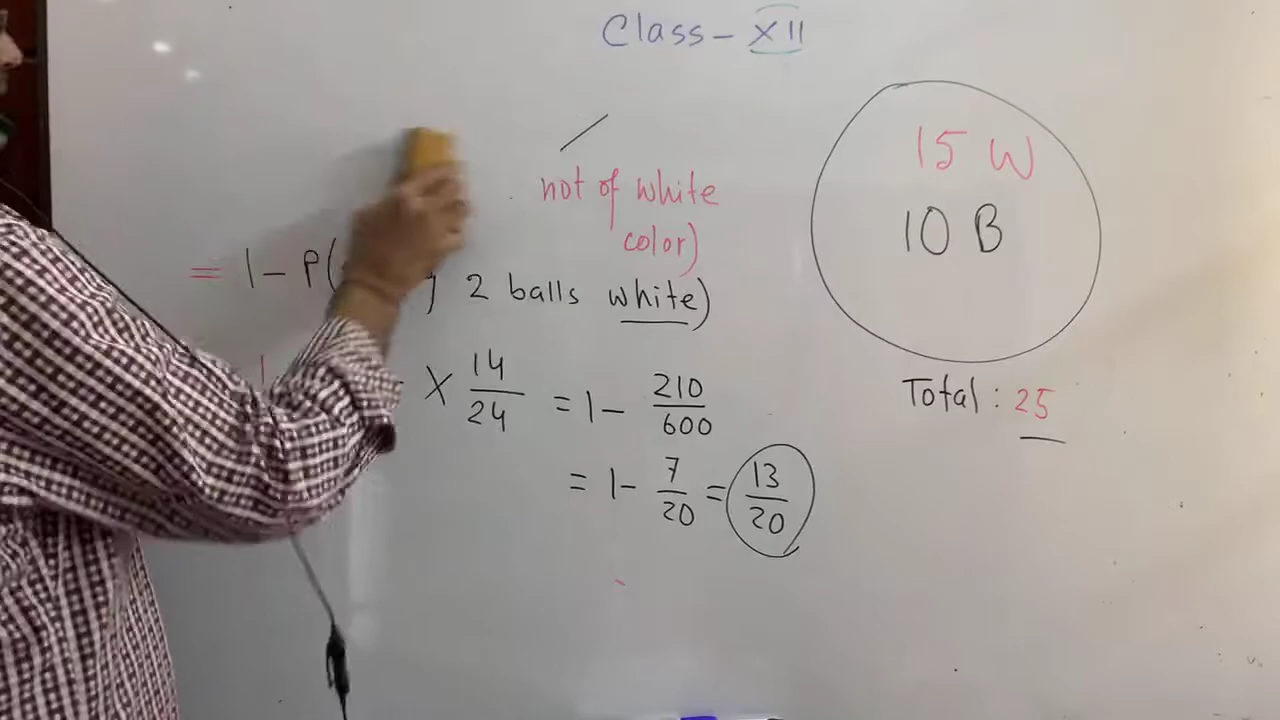 Class - XII
not of white
color)
= 1 - P( 2 balls white)
1
X 14/24 = 1 - 210/600
= 1 - 7/20 = 13/20
15 W
10 B
Total : 25